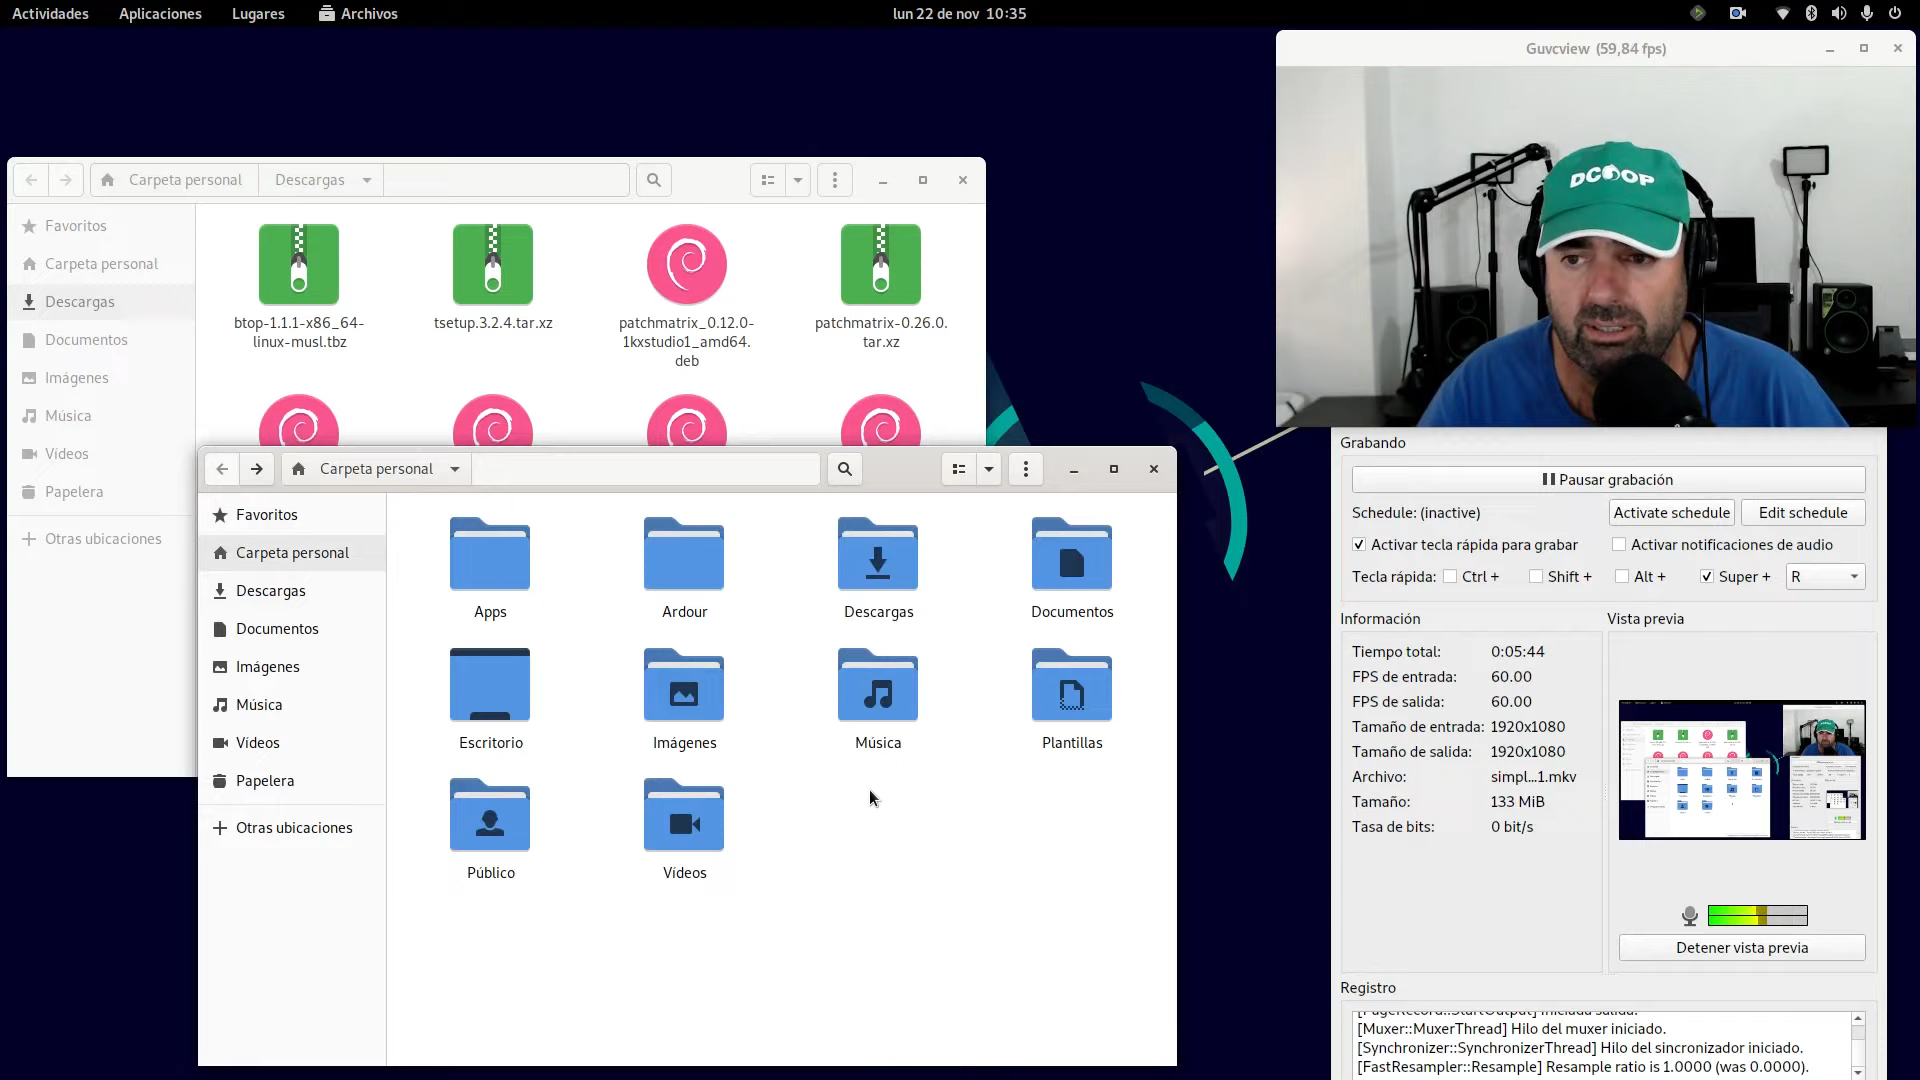 Actividades
Aplicaciones
Lugares
Archivos
lun 22 de nov 10:35
Guvcview (59,84 fps)
DCOOP
Carpeta personal
Descargas
Favoritos
Carpeta personal
Descargas
Documentos
Imágenes
Música
Vídeos
Papelera
Otras ubicaciones
btop-1.1.1-x86_64-
linux-musl.tbz
tsetup.3.2.4.tar.xz
patchmatrix_0.12.0-
1kxstudio1_amd64.
deb
patchmatrix-0.26.0.
tar.xz
Carpeta personal
Favoritos
Carpeta personal
Descargas
Documentos
Imágenes
Música
Vídeos
Papelera
Otras ubicaciones
Apps
Ardour
Descargas
Documentos
Escritorio
Imágenes
Música
Plantillas
Público
Vídeos
Grabando
Pausar grabación
Schedule: (inactive)
Activate schedule
Edit schedule
Activar tecla rápida para grabar
Activar notificaciones de audio
Tecla rápida:
Ctrl +
Shift +
Alt +
Super +
R
Información
Tiempo total: 0:05:44
FPS de entrada: 60.00
FPS de salida: 60.00
Tamaño de entrada: 1920x1080
Tamaño de salida: 1920x1080
Archivo: simpl...1.mkv
Tamaño: 133 MiB
Tasa de bits: 0 bit/s
Vista previa
Detener vista previa
Registro
[PageRecord::StartOutput] Iniciada salida.
[Muxer::MuxerThread] Hilo del muxer iniciado.
[Synchronizer::SynchronizerThread] Hilo del sincronizador iniciado.
[FastResampler::Resample] Resample ratio is 1.0000 (was 0.0000).